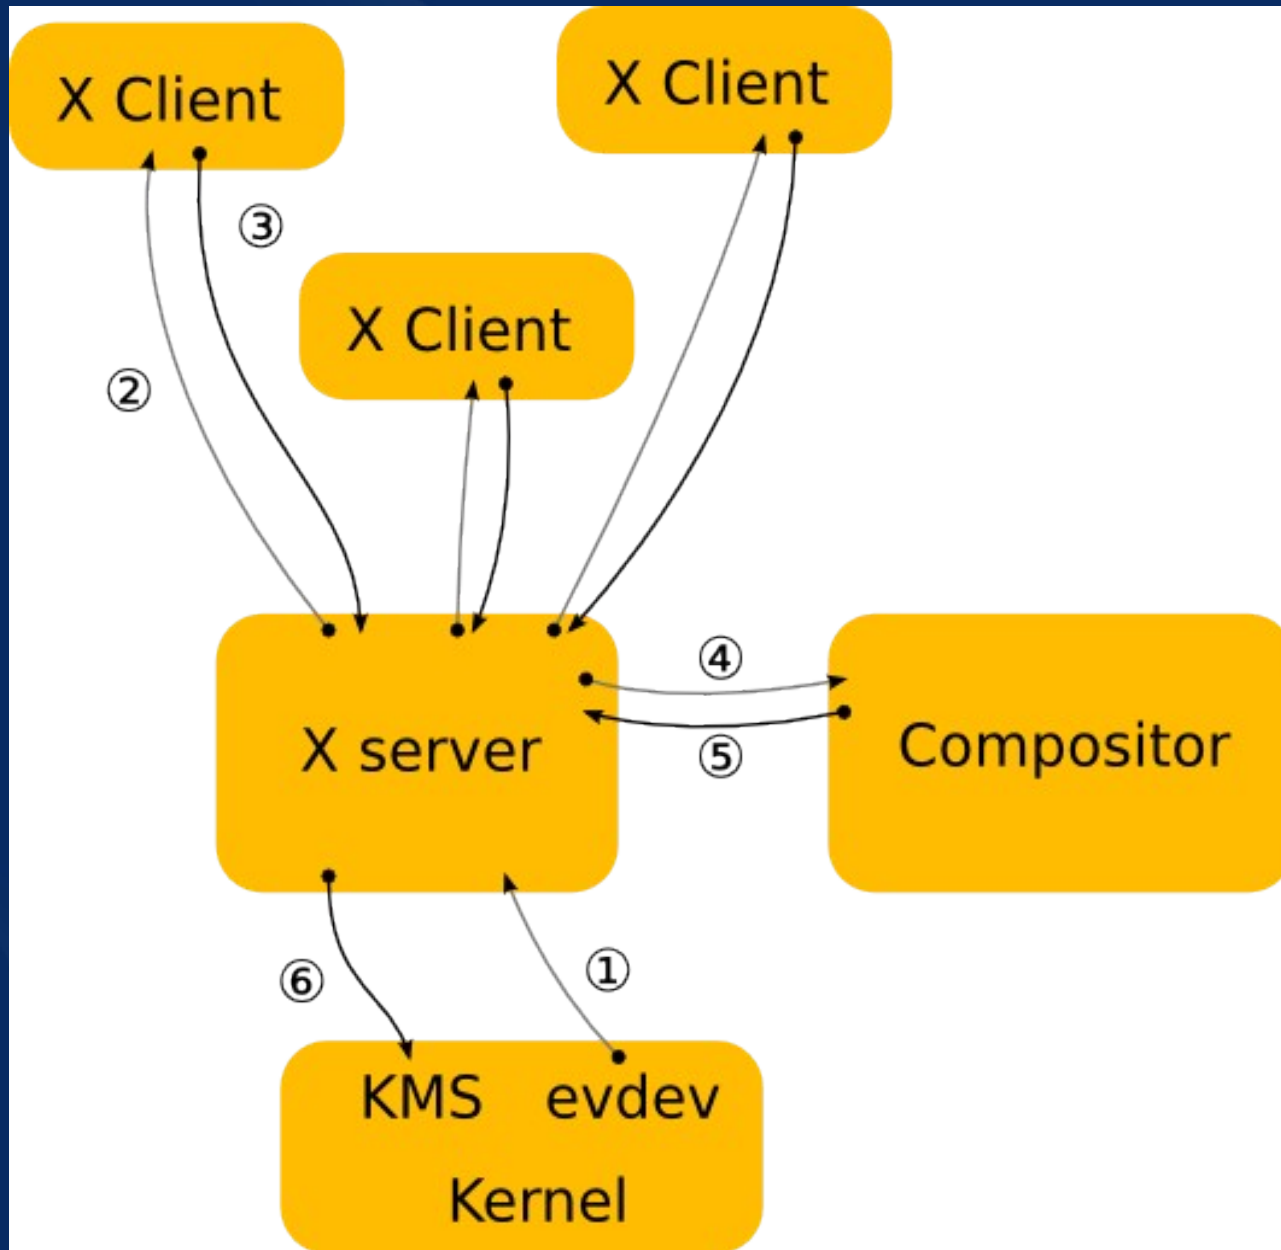 X Client
X Client
③
X Client
②
④
X server
Compositor
⑤
⑥
①
KMS evdev
Kernel